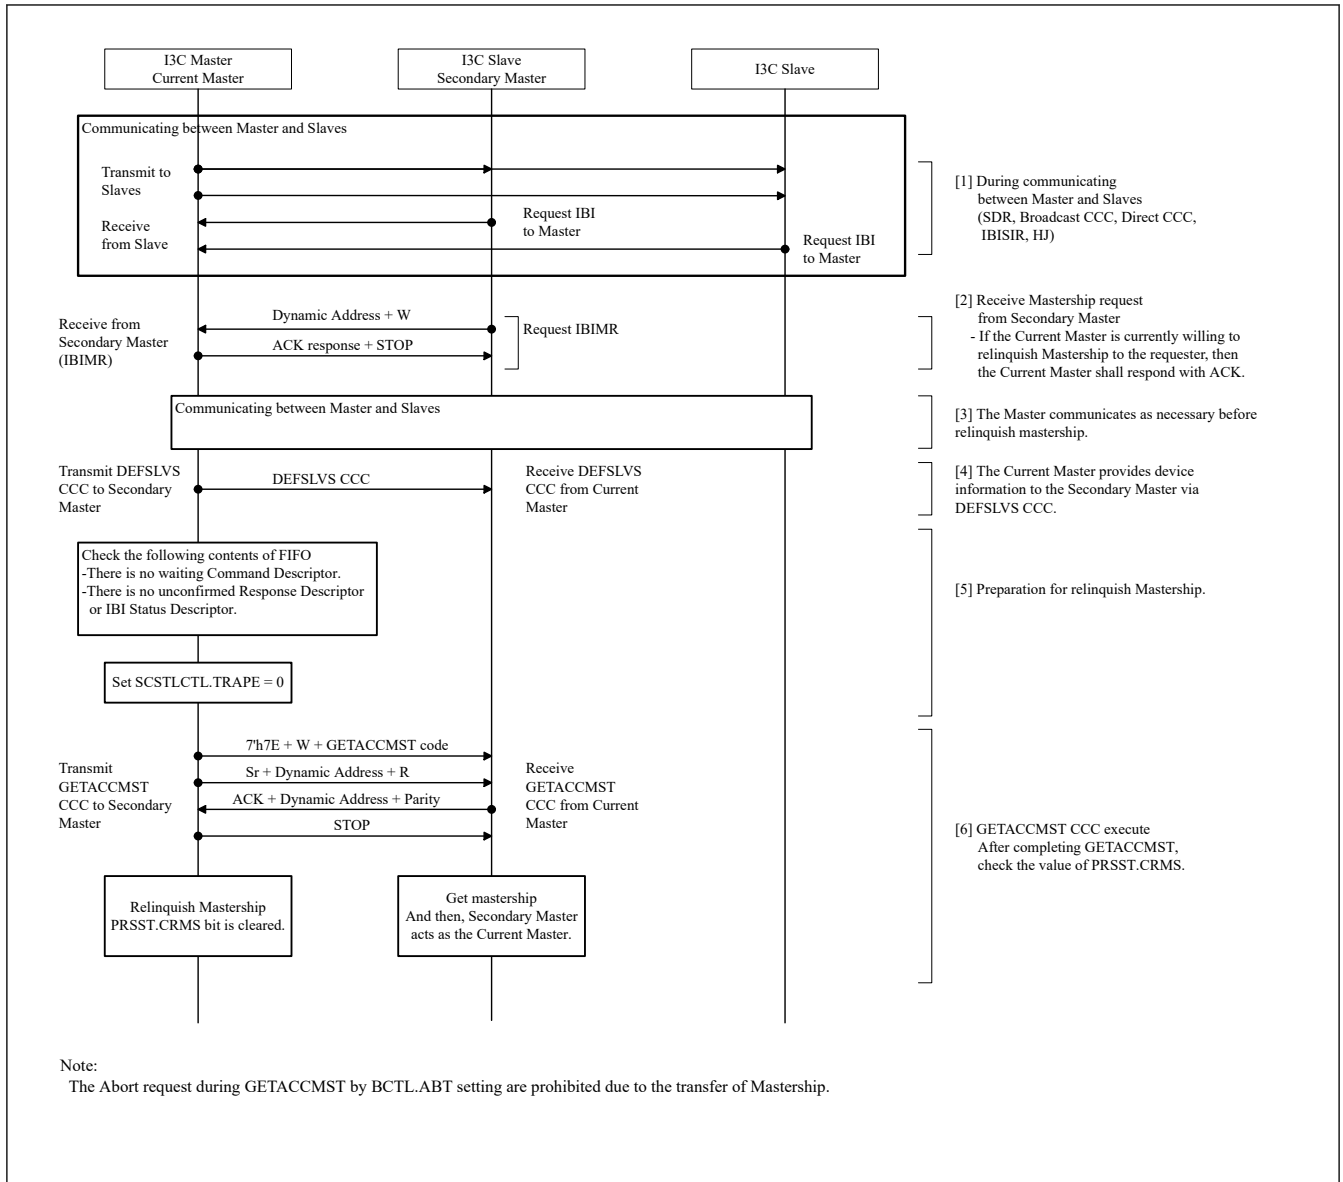 I3C Master
Current Master
I3C Slave
Secondary Master
I3C Slave
Communicating between Master and Slaves
Transmit to
Slaves
Receive
from Slave
Request IBI
to Master
Request IBI
to Master
[1] During communicating
between Master and Slaves
(SDR, Broadcast CCC, Direct CCC,
IBISIR, HJ)
Receive from
Secondary Master
(IBIMR)
Dynamic Address + W
ACK response + STOP
Request IBIMR
[2] Receive Mastership request
from Secondary Master
- If the Current Master is currently willing to
relinquish Mastership to the requester, then
the Current Master shall respond with ACK.
Communicating between Master and Slaves
[3] The Master communicates as necessary before
relinquish mastership.
Transmit DEFSLVS
CCC to Secondary
Master
DEFSLVS CCC
Receive DEFSLVS
CCC from Current
Master
[4] The Current Master provides device
information to the Secondary Master via
DEFSLVS CCC.
Check the following contents of FIFO
-There is no waiting Command Descriptor.
-There is no unconfirmed Response Descriptor
or IBI Status Descriptor.
[5] Preparation for relinquish Mastership.
Set SCSTLCTL.TRAPE = 0
Transmit
GETACCMST
CCC to Secondary
Master
7'h7E + W + GETACCMST code
Sr + Dynamic Address + R
ACK + Dynamic Address + Parity
STOP
Receive
GETACCMST
CCC from Current
Master
[6] GETACCMST CCC execute
After completing GETACCMST,
check the value of PRSST.CRMS.
Relinquish Mastership
PRSST.CRMS bit is cleared.
Get mastership
And then, Secondary Master
acts as the Current Master.
Note:
The Abort request during GETACCMST by BCTL.ABT setting are prohibited due to the transfer of Mastership.